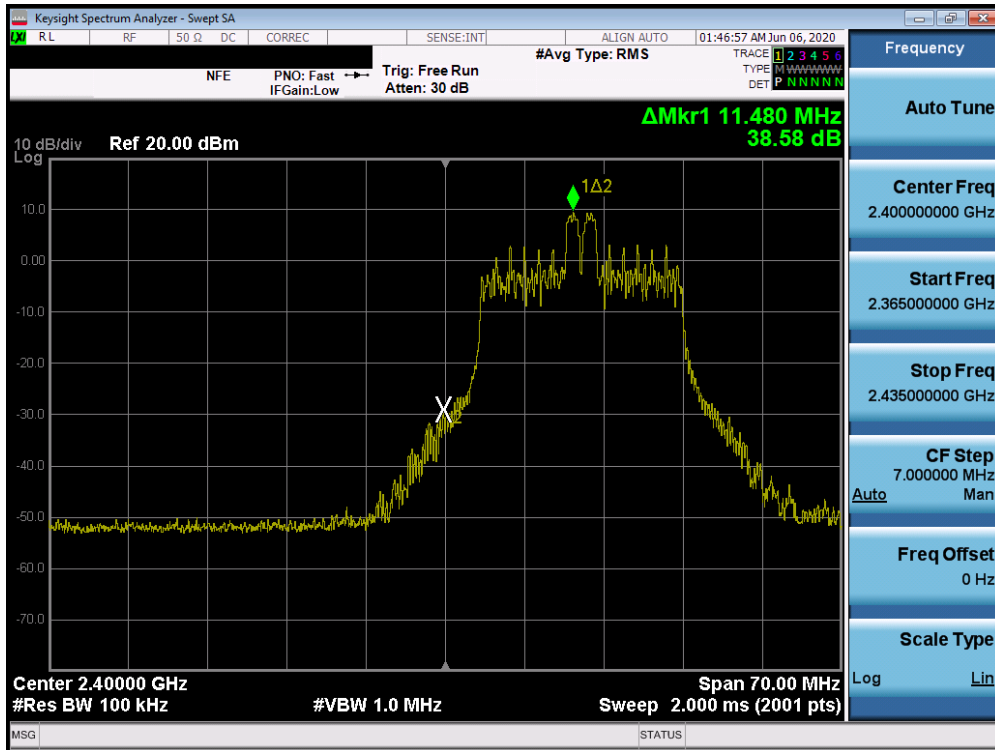 Keysight Spectrum Analyzer - Swept SA
LXI RL RF 50 Ω DC CORREC SENSE:INT ALIGN AUTO 01:46:57 AM Jun 06, 2020
#Avg Type: RMS
TRACE 1 2 3 4 5 6
TYPE M W W W W W
DET P N N N N N
NFE PNO: Fast Trig: Free Run
IFGain:Low Atten: 30 dB
ΔMkr1 11.480 MHz
38.58 dB
10 dB/div Ref 20.00 dBm
Log
1Δ2
10.0
0.00
-10.0
-20.0
-30.0
X2
-40.0
-50.0
-60.0
-70.0
Center 2.40000 GHz Span 70.00 MHz
#Res BW 100 kHz #VBW 1.0 MHz Sweep 2.000 ms (2001 pts)
MSG STATUS
Frequency
Auto Tune
Center Freq
2.400000000 GHz
Start Freq
2.365000000 GHz
Stop Freq
2.435000000 GHz
CF Step
7.000000 MHz
Auto Man
Freq Offset
0 Hz
Scale Type
Log Lin